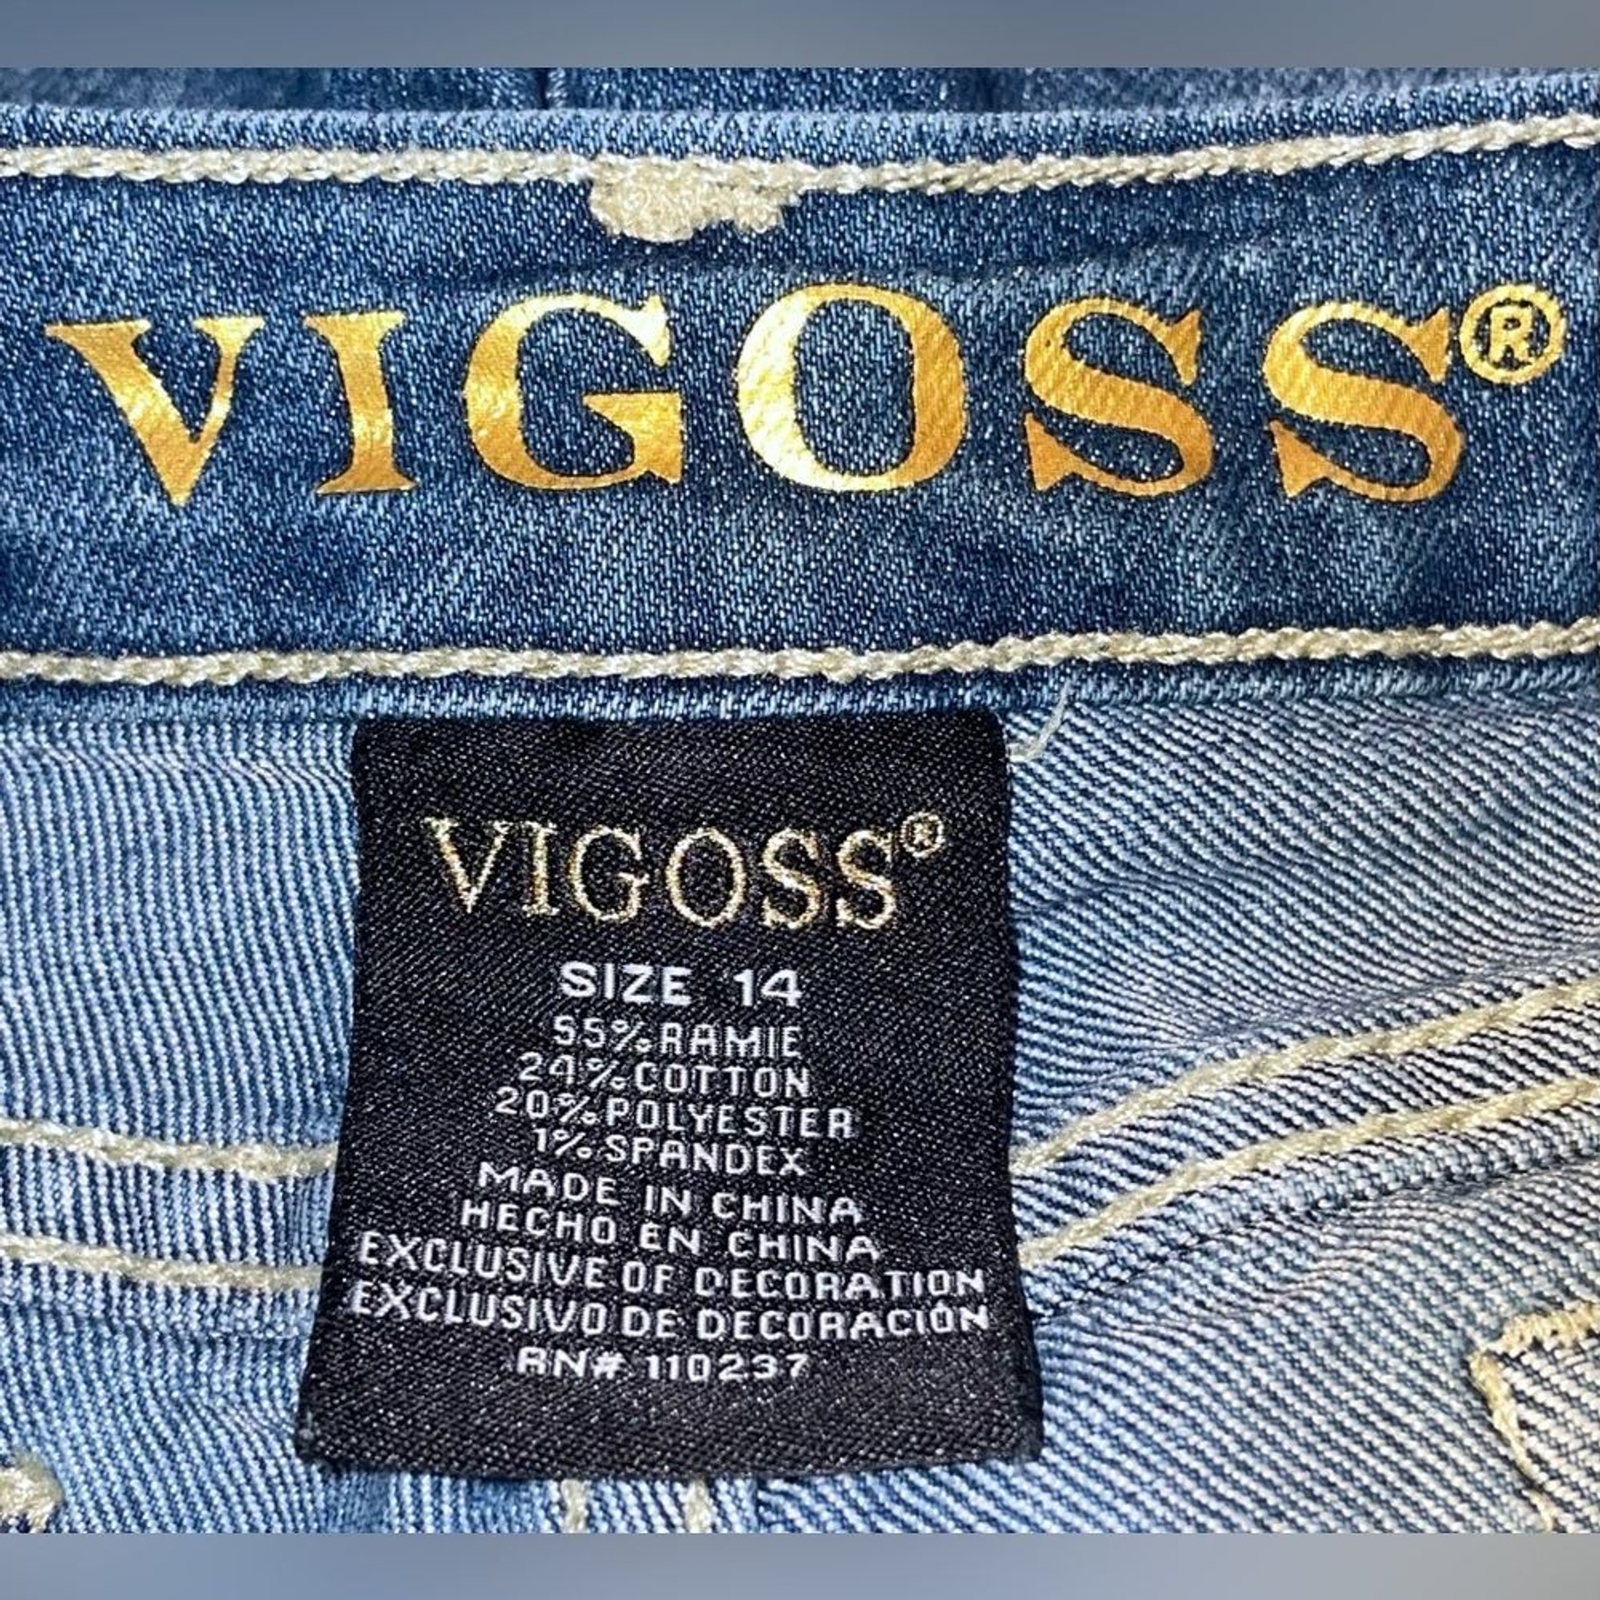 VIGOSS®
VIGOSS®
SIZE 14
55% RAMIE
24% COTTON
20% POLYESTER
1% SPANDEX
MADE IN CHINA
HECHO EN CHINA
EXCLUSIVE OF DECORATION
EXCLUSIVO DE DECORACIÓN
RN# 110237